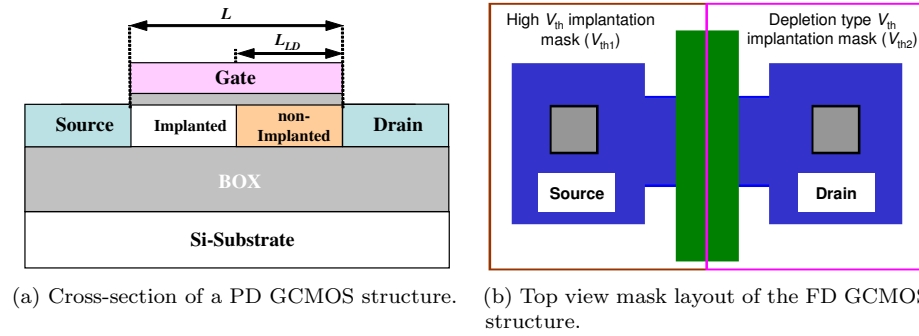 L
L_LD
Gate
Source
Implanted
non-
Implanted
Drain
BOX
Si-Substrate
(a) Cross-section of a PD GCMOS structure.
High V_th implantation
mask (V_th1)
Depletion type V_th
implantation mask (V_th2)
Source
Drain
(b) Top view mask layout of the FD GCMOS
structure.